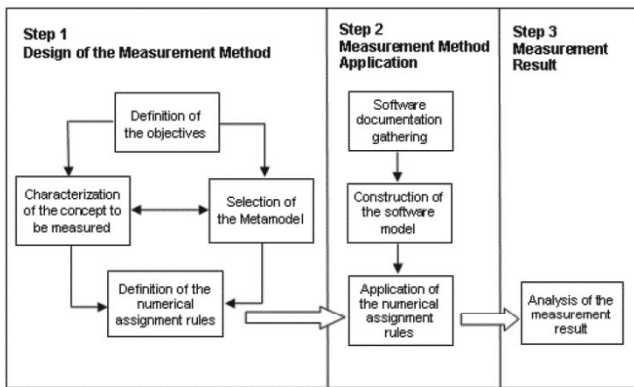 Step 1
Design of the Measurement Method
Definition of
the objectives
Characterization
of the concept to
be measured
Selection of
the Metamodel
Definition of the
numerical
assignment rules
Step 2
Measurement Method
Application
Software
documentation
gathering
Construction of
the software
model
Application of
the numerical
assignment
rules
Step 3
Measurement
Result
Analysis of the
measurement
result